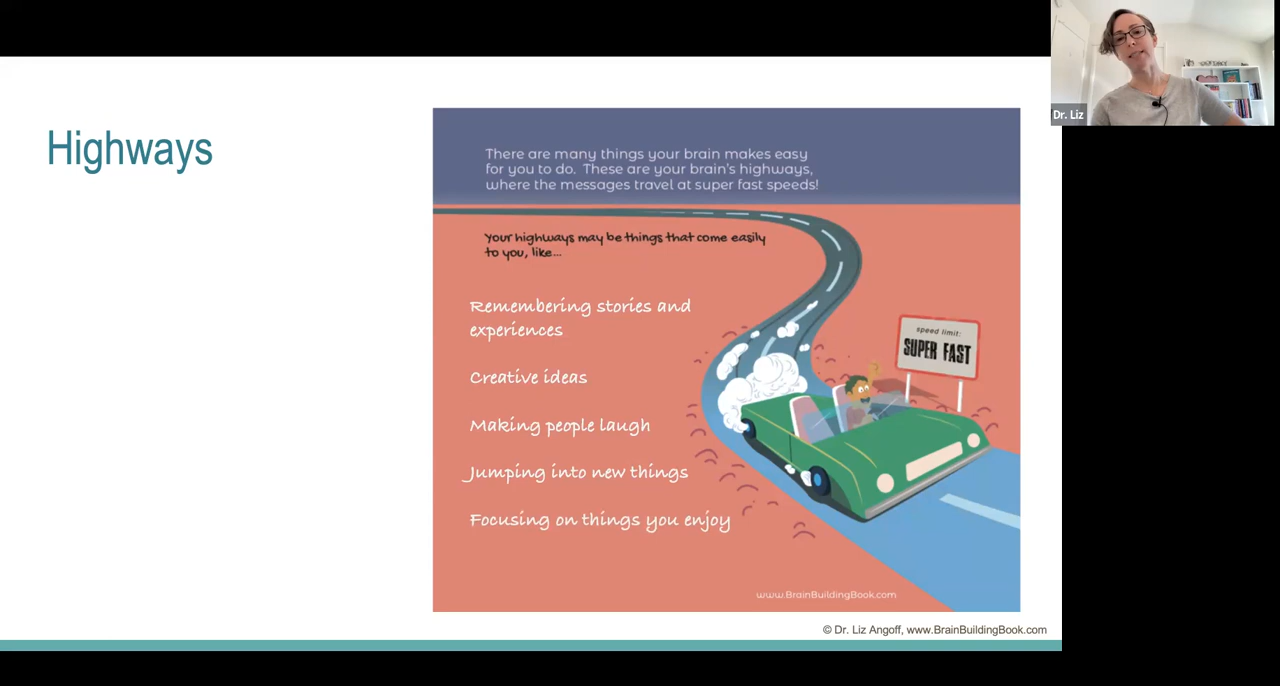 Dr. Liz
Highways
There are many things your brain makes easy
for you to do. These are your brain's highways,
where the messages travel at super fast speeds!
Your highways may be things that come easily
to you, like...
Remembering stories and
experiences
Creative ideas
Making people laugh
Jumping into new things
Focusing on things you enjoy
speed limit:
SUPER FAST
www.BrainBuildingBook.com
© Dr. Liz Angoff, www.BrainBuildingBook.com